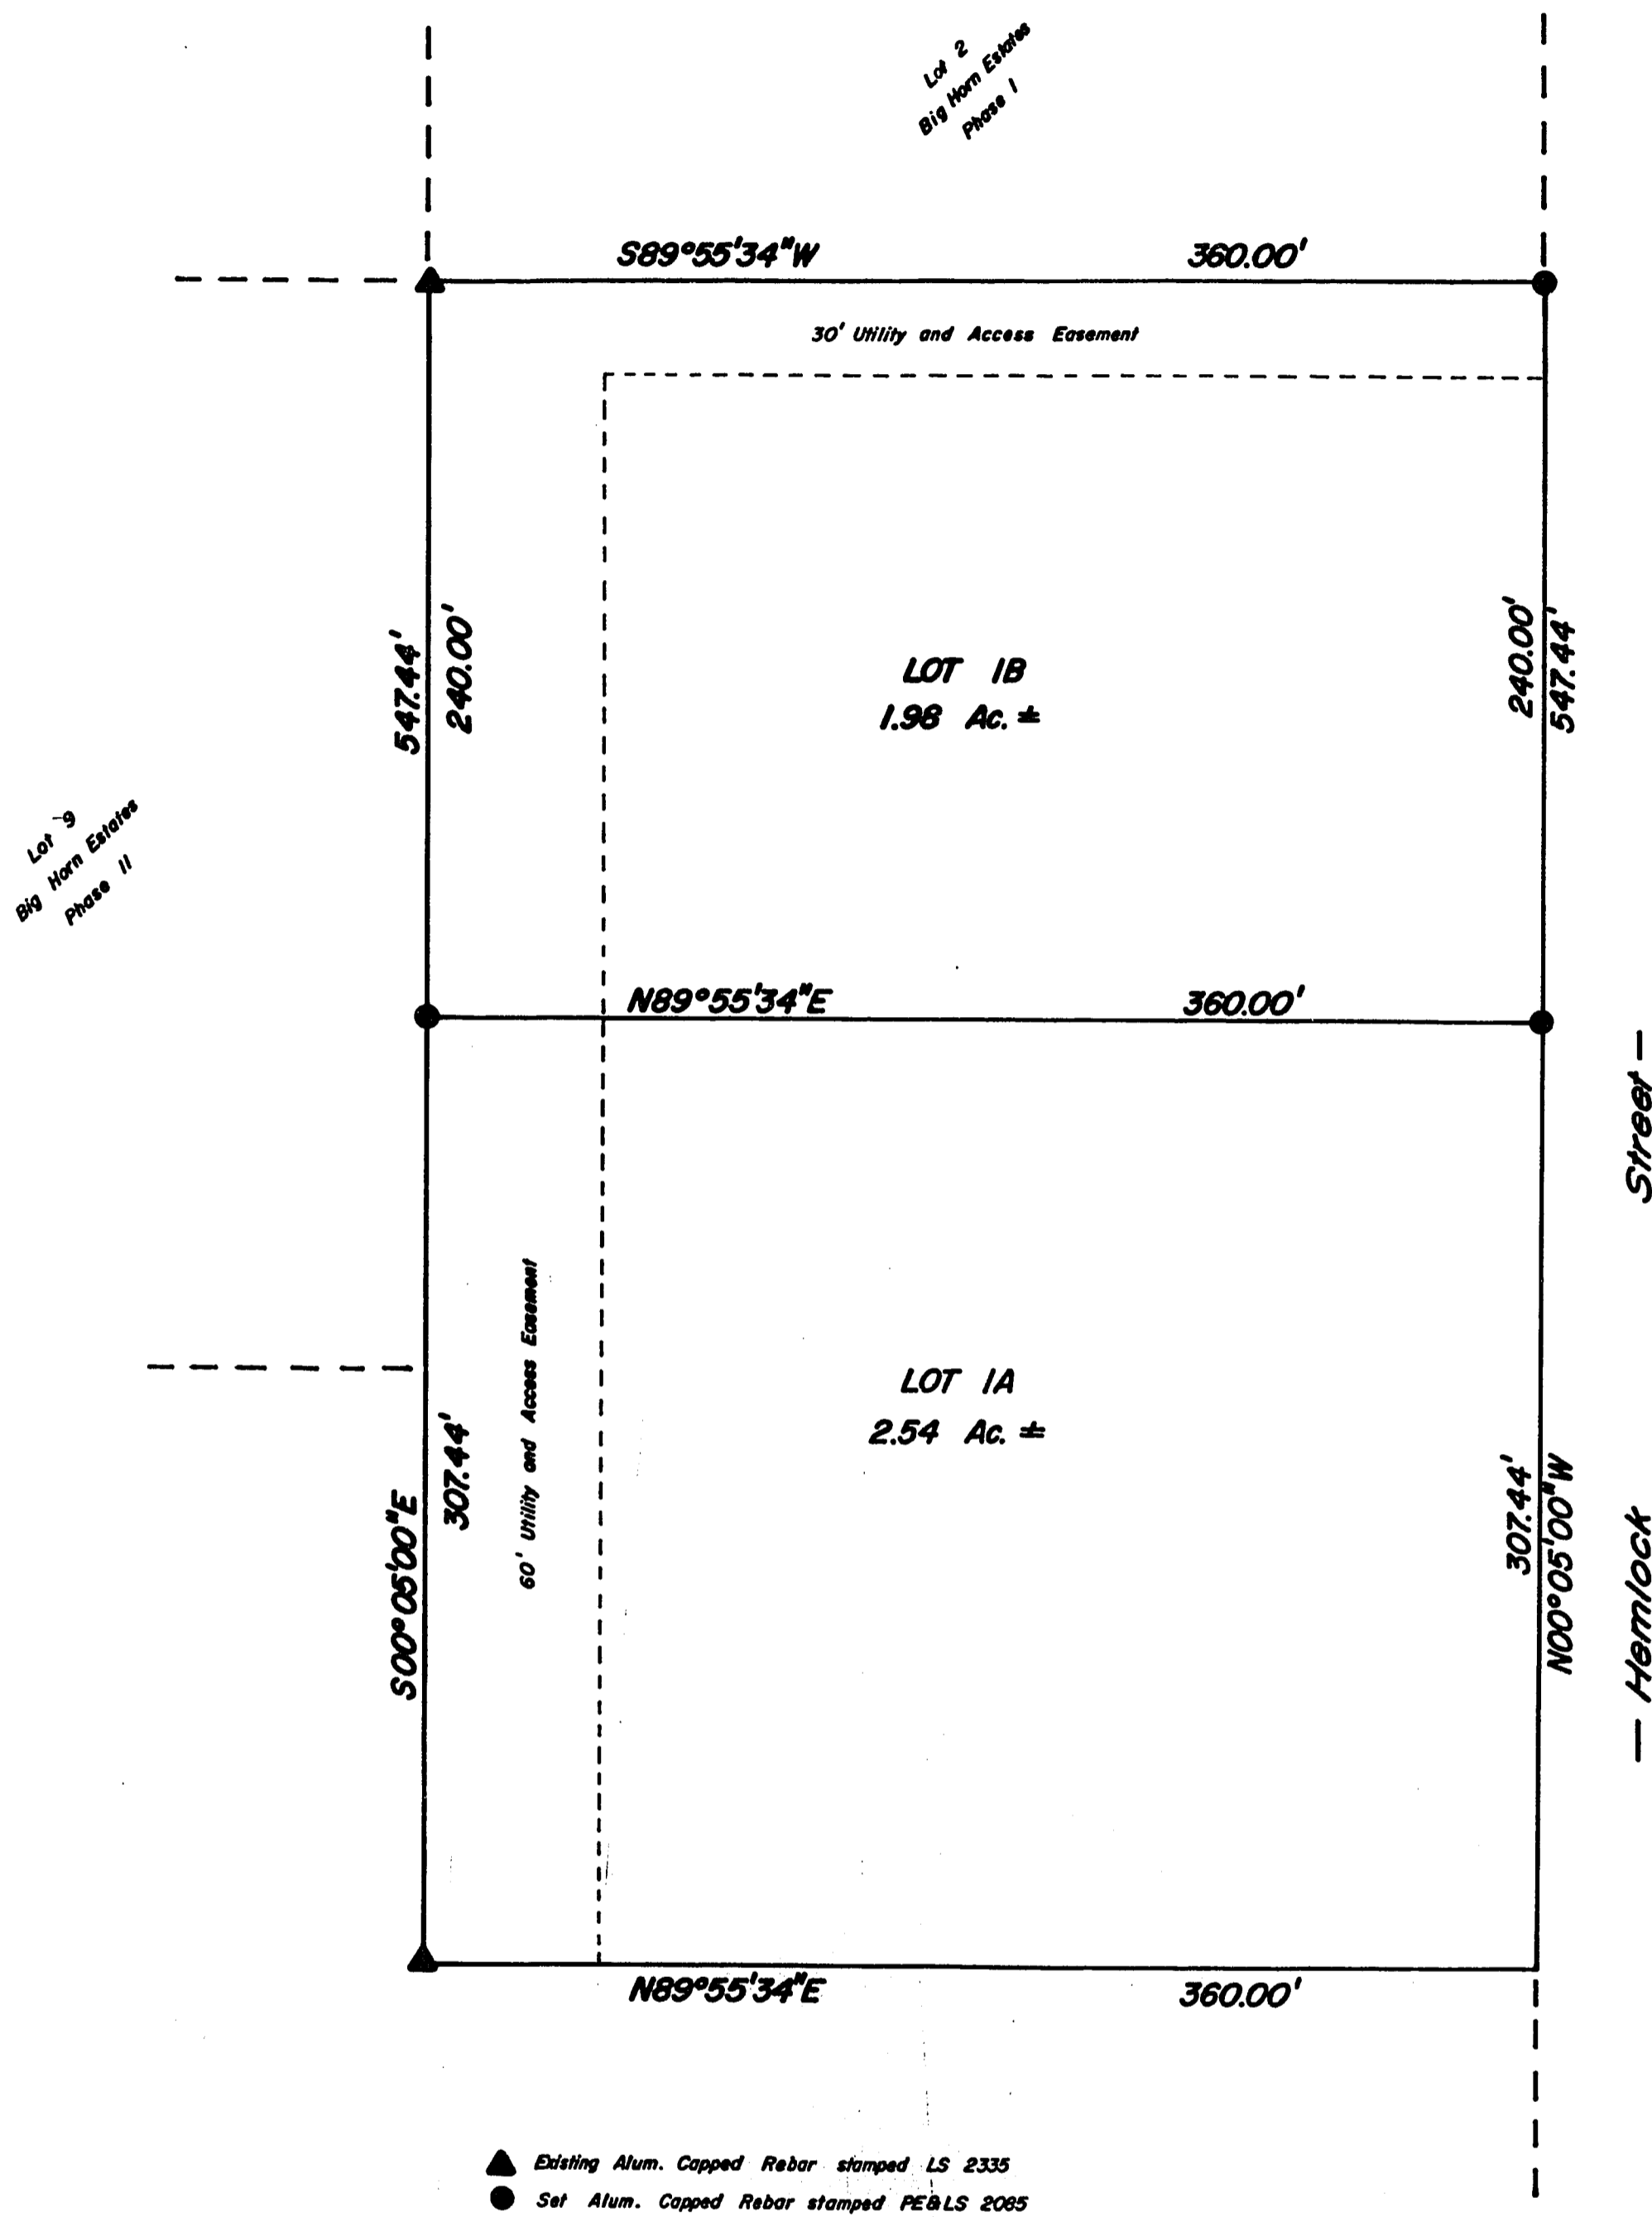 Lot 2
Big Horn Estates
Phase I
S89°55'34"W 360.00'
30' Utility and Access Easement
547.44'
240.00'
LOT 1B
1.98 Ac. ±
240.00'
547.44'
Lot 9
Big Horn Estates
Phase II
N89°55'34"E 360.00'
S00°05'00"E
307.44'
60' Utility and Access Easement
LOT 1A
2.54 Ac. ±
307.44'
N00°05'00"W
— Hemlock Street —
N89°55'34"E 360.00'
Existing Alum. Capped Rebar stamped LS 2335
Set Alum. Capped Rebar stamped PE&LS 2085